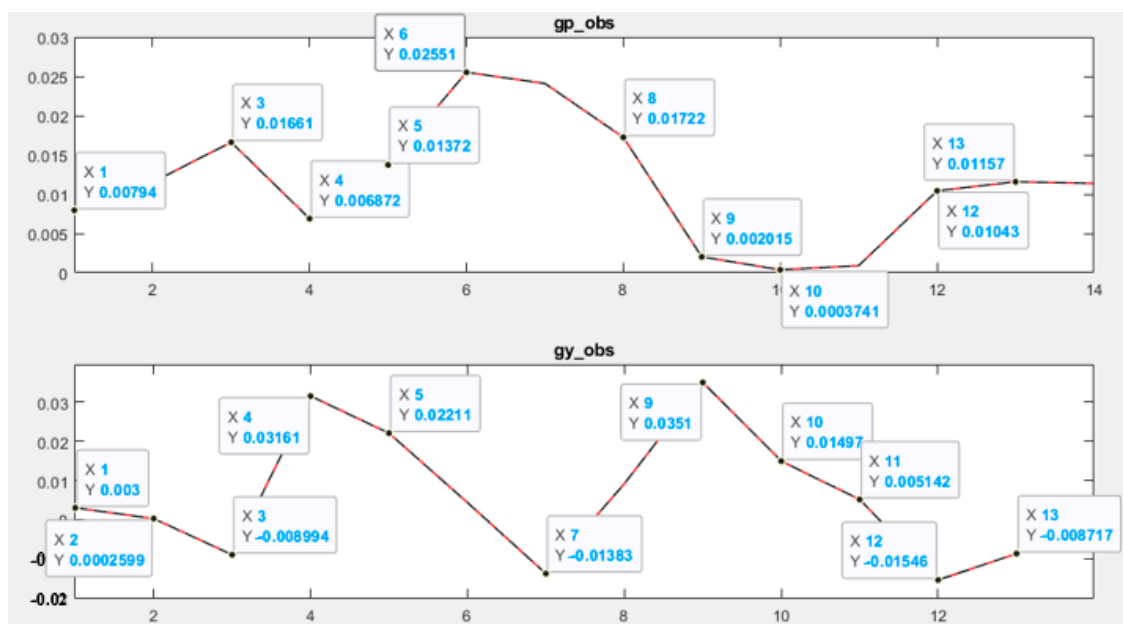 gp_obs
0.03
0.025
0.02
0.015
0.01
0.005
0
X 1
Y 0.00794
X 3
Y 0.01661
X 4
Y 0.006872
X 5
Y 0.01372
X 6
Y 0.02551
X 8
Y 0.01722
X 9
Y 0.002015
X 10
Y 0.0003741
X 13
Y 0.01157
X 12
Y 0.01043
2 4 6 8 10 12 14
gy_obs
0.03
0.02
0.01
0
-0
-0.02
X 1
Y 0.003
X 2
Y 0.0002599
X 3
Y -0.008994
X 4
Y 0.03161
X 5
Y 0.02211
X 7
Y -0.01383
X 9
Y 0.0351
X 10
Y 0.01497
X 11
Y 0.005142
X 12
Y -0.01546
X 13
Y -0.008717
2 4 6 8 10 12